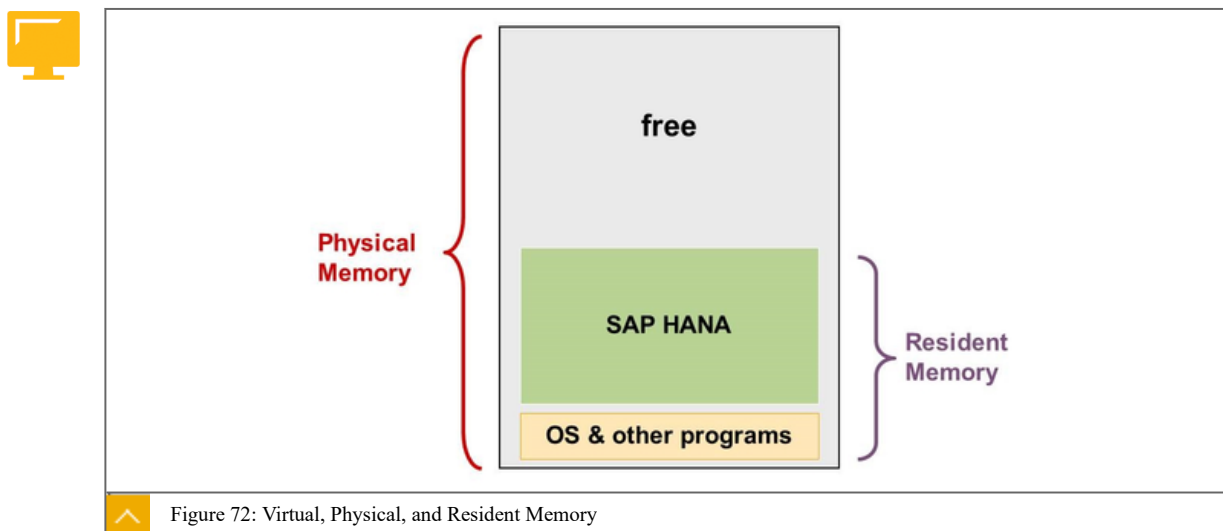 free
Physical
Memory
SAP HANA
Resident
Memory
OS & other programs
Figure 72: Virtual, Physical, and Resident Memory